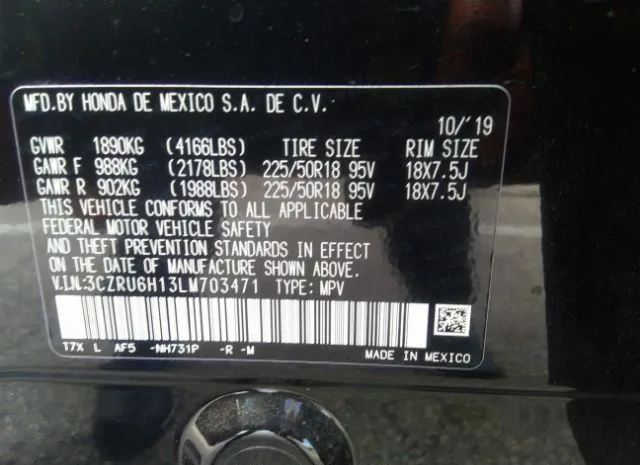 MFD.BY HONDA DE MEXICO S.A. DE C.V.
10/'19
GVWR 1890KG (4166LBS) TIRE SIZE RIM SIZE
GAWR F 988KG (2178LBS) 225/50R18 95V 18X7.5J
GAWR R 902KG (1988LBS) 225/50R18 95V 18X7.5J
THIS VEHICLE CONFORMS TO ALL APPLICABLE
FEDERAL MOTOR VEHICLE SAFETY
AND THEFT PREVENTION STANDARDS IN EFFECT
ON THE DATE OF MANUFACTURE SHOWN ABOVE.
V.I.N.:3CZRU6H13LM703471 TYPE: MPV
T7X L AF5 -NH731P -R -M MADE IN MEXICO